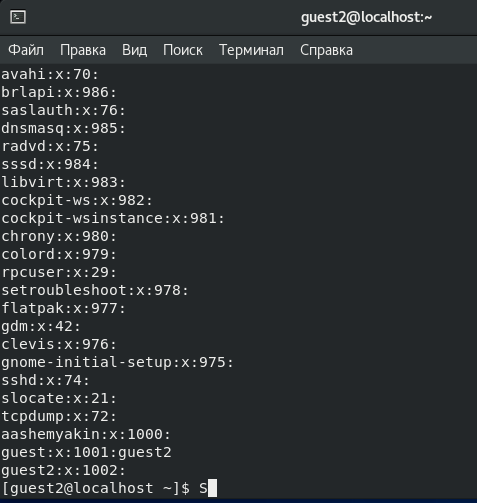 guest2@localhost:~
Файл Правка Вид Поиск Терминал Справка
avahi:x:70:
brlapi:x:986:
saslauth:x:76:
dnsmasq:x:985:
radvd:x:75:
sssd:x:984:
libvirt:x:983:
cockpit-ws:x:982:
cockpit-wsinstance:x:981:
chrony:x:980:
colord:x:979:
rpcuser:x:29:
setroubleshoot:x:978:
flatpak:x:977:
gdm:x:42:
clevis:x:976:
gnome-initial-setup:x:975:
sshd:x:74:
slocate:x:21:
tcpdump:x:72:
aashemyakin:x:1000:
guest:x:1001:guest2
guest2:x:1002:
[guest2@localhost ~]$ S